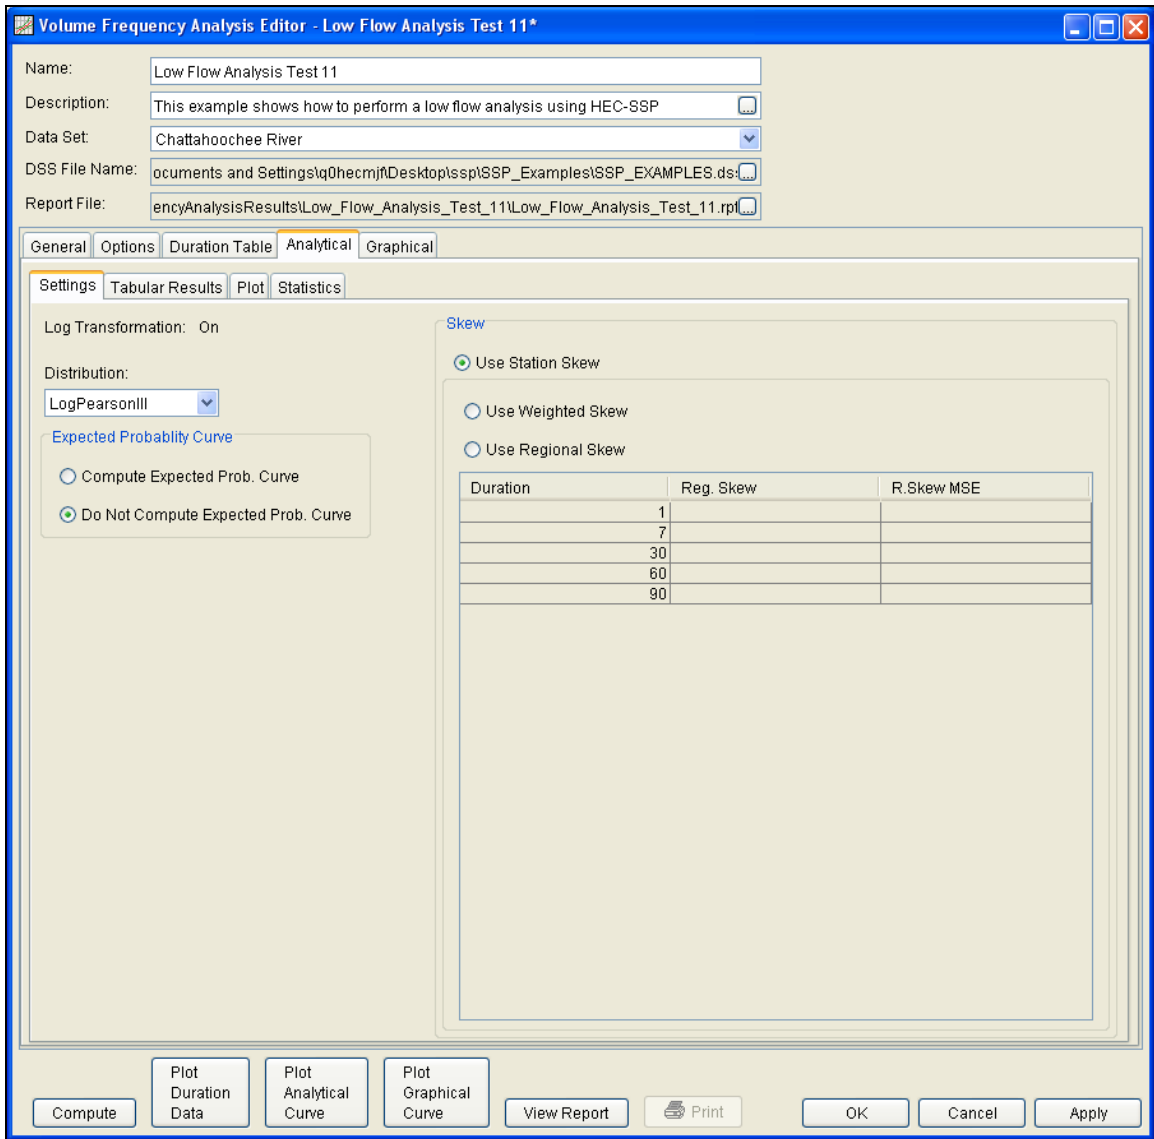 Volume Frequency Analysis Editor - Low Flow Analysis Test 11*
Name: Low Flow Analysis Test 11
Description: This example shows how to perform a low flow analysis using HEC-SSP ...
Data Set: Chattahoochee River
DSS File Name: ocuments and Settings\q0hecmjf\Desktop\ssp\SSP_Examples\SSP_EXAMPLES.ds: ...
Report File: encyAnalysisResults\Low_Flow_Analysis_Test_11\Low_Flow_Analysis_Test_11.rpt ...
General Options Duration Table Analytical Graphical
Settings Tabular Results Plot Statistics
Log Transformation: On
Distribution:
LogPearsonIII
Expected Probablity Curve
Compute Expected Prob. Curve
Do Not Compute Expected Prob. Curve
Skew
Use Station Skew
Use Weighted Skew
Use Regional Skew
Duration Reg. Skew R.Skew MSE
1
7
30
60
90
Compute
Plot
Duration
Data
Plot
Analytical
Curve
Plot
Graphical
Curve
View Report
Print
OK
Cancel
Apply